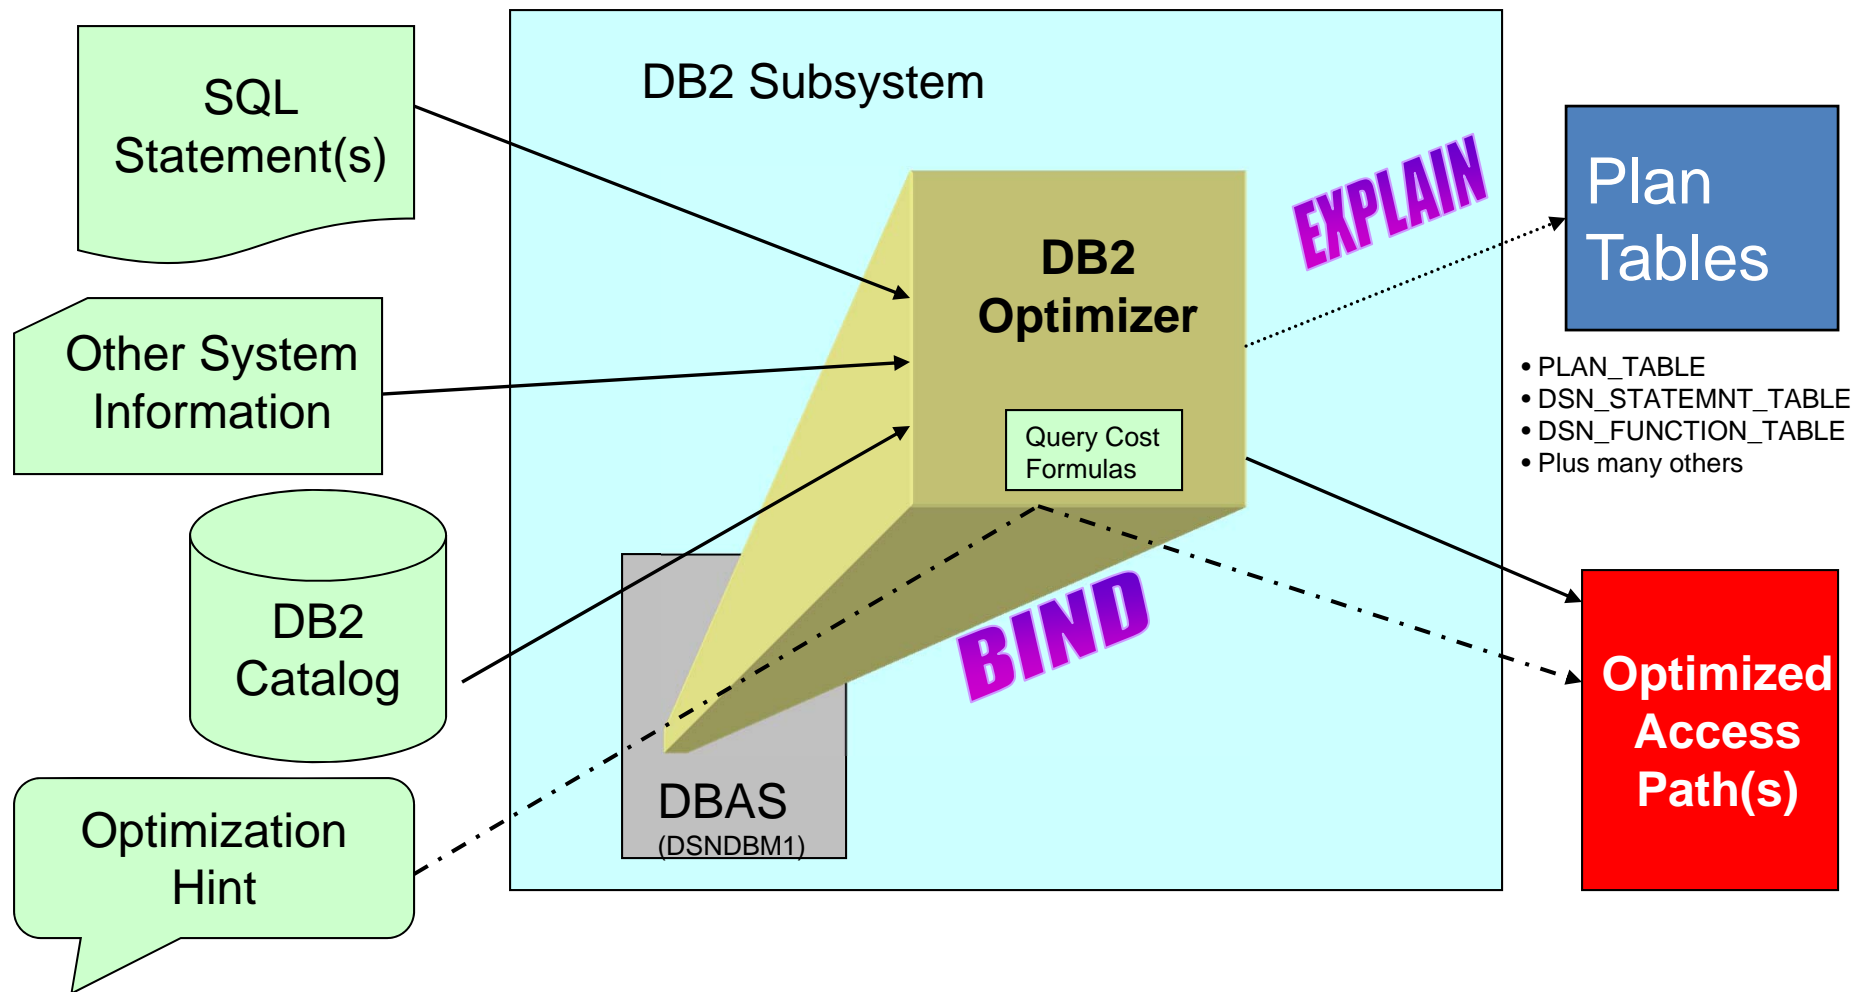 SQL
Statement(s)
Other System
Information
DB2
Catalog
Optimization
Hint
DB2 Subsystem
DB2
Optimizer
Query Cost
Formulas
EXPLAIN
BIND
DBAS
(DSNDBM1)
Plan
Tables
• PLAN_TABLE
• DSN_STATEMNT_TABLE
• DSN_FUNCTION_TABLE
• Plus many others
Optimized
Access
Path(s)